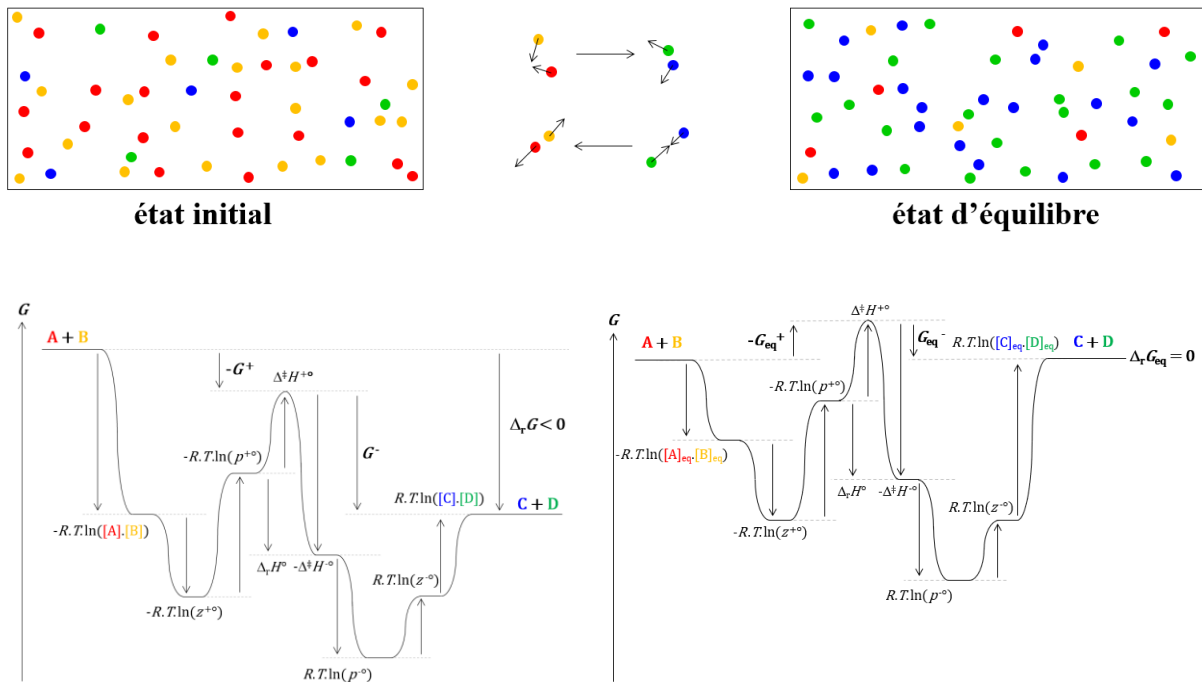 état initial
état d’équilibre
G
A + B
-G⁺
Δ‡H⁺°
-R.T.ln(p⁺°)
G⁻
ΔᵣG < 0
R.T.ln([C].[D])
C + D
-R.T.ln([A].[B])
ΔᵣH°
-Δ‡H⁻°
R.T.ln(z⁻°)
-R.T.ln(z⁺°)
R.T.ln(p⁻°)
G
A + B
-Geq⁺
Δ‡H⁺°
Geq⁻
R.T.ln([C]eq.[D]eq)
C + D
ΔᵣGeq = 0
-R.T.ln(p⁺°)
-R.T.ln([A]eq.[B]eq)
ΔᵣH°
-Δ‡H⁻°
R.T.ln(z⁻°)
-R.T.ln(z⁺°)
R.T.ln(p⁻°)